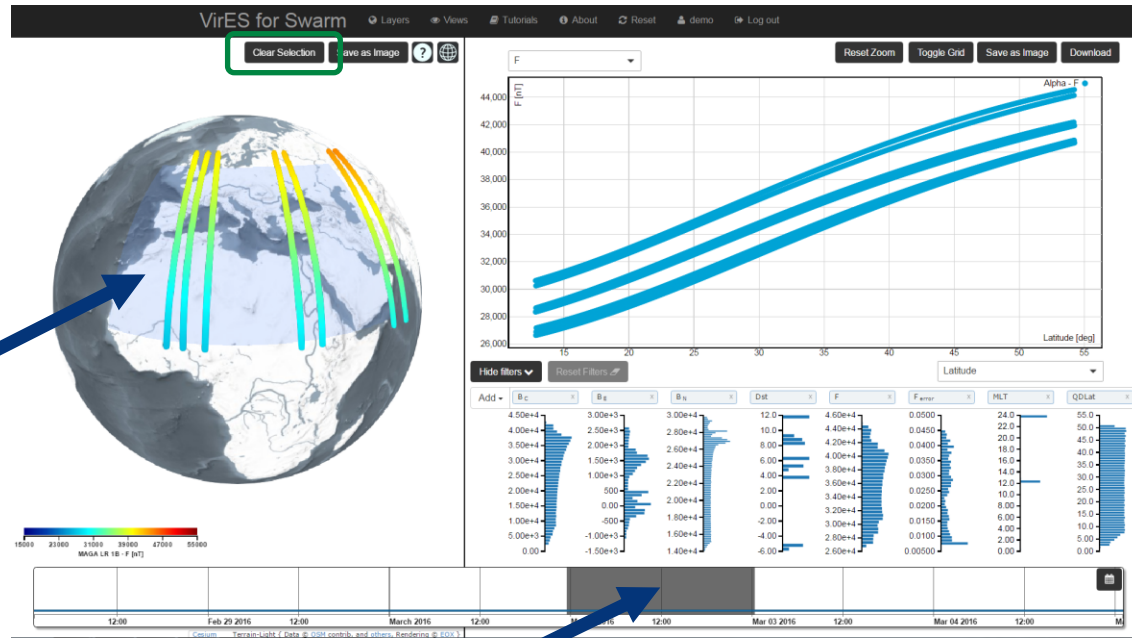 VirES for Swarm Layers Views Tutorials About Reset demo Log out
Clear Selection Save as Image ?
F
Reset Zoom Toggle Grid Save as Image Download
Alpha - F
F [nT]
44,000
42,000
40,000
38,000
36,000
34,000
32,000
30,000
28,000
26,000
Latitude [deg]
15 20 25 30 35 40 45 50 55
Hide filters Reset Filters Latitude
Add B C x B E x B N x Dst x F x F error x MLT x QDLat x
4.50e+4 3.00e+3 3.00e+4 12.0 4.60e+4 0.0500 24.0 55.0
4.00e+4 2.50e+3 2.80e+4 10.0 4.40e+4 0.0450 22.0 50.0
3.50e+4 2.00e+3 2.60e+4 8.00 4.20e+4 0.0400 20.0 45.0
3.00e+4 1.50e+3 2.40e+4 6.00 4.00e+4 0.0350 18.0 40.0
2.50e+4 1.00e+3 2.20e+4 4.00 3.80e+4 0.0300 16.0 35.0
2.00e+4 500 2.00e+4 2.00 3.60e+4 0.0250 14.0 30.0
1.50e+4 0.00 1.80e+4 0.00 3.40e+4 0.0200 12.0 25.0
1.00e+4 -500 1.60e+4 -2.00 3.20e+4 0.0150 10.0 20.0
5.00e+3 -1.00e+3 1.40e+4 -4.00 3.00e+4 0.0100 8.00 15.0
0.00 -1.50e+3 -6.00 2.80e+4 0.00500 6.00 10.0
2.60e+4 4.00 5.00
2.00 0.00
0.00
15000 23000 31000 39000 47000 55000
MAGA LR 1B - F [nT]
12:00 Feb 29 2016 12:00 March 2016 12:00 12:00 Mar 03 2016 12:00 Mar 04 2016 12:00
Cesium Terrain-Light { Data © OSM contrib. and others, Rendering © EOX }